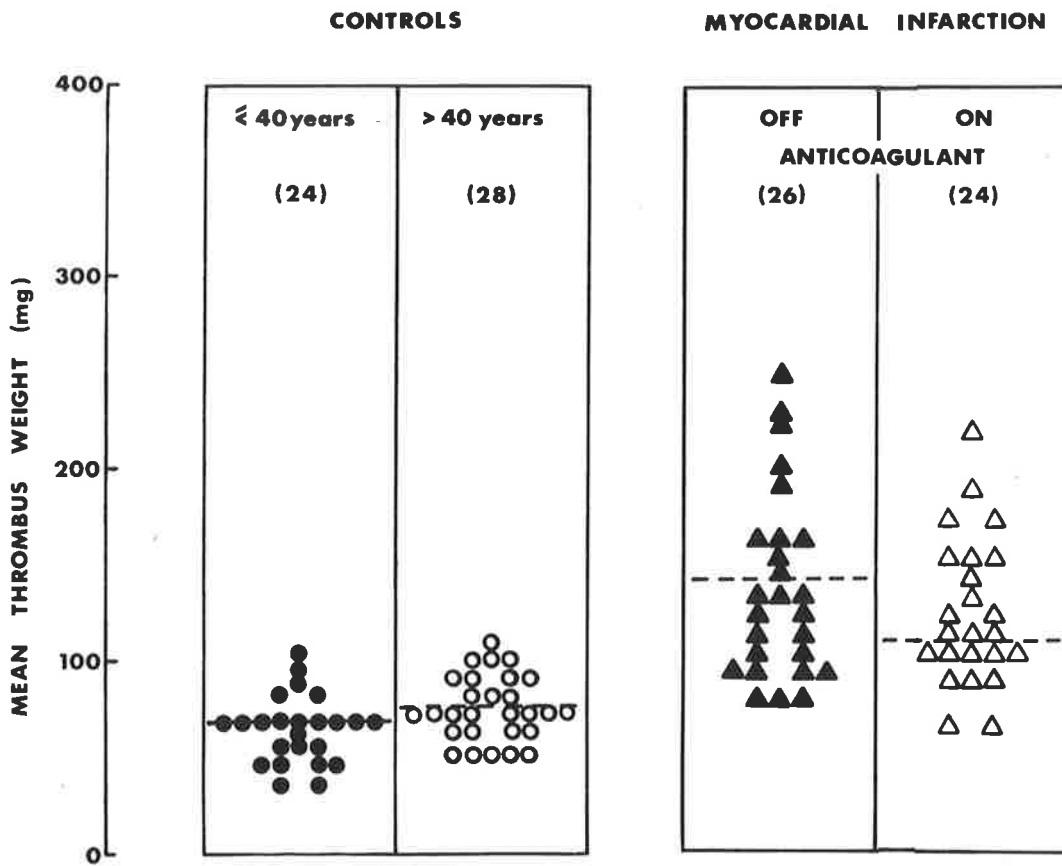 CONTROLS
MYOCARDIAL INFARCTION
400
300
200
100
0
MEAN THROMBUS WEIGHT (mg)
⩽ 40 years
> 40 years
(24)
(28)
OFF
ON
ANTICOAGULANT
(26)
(24)